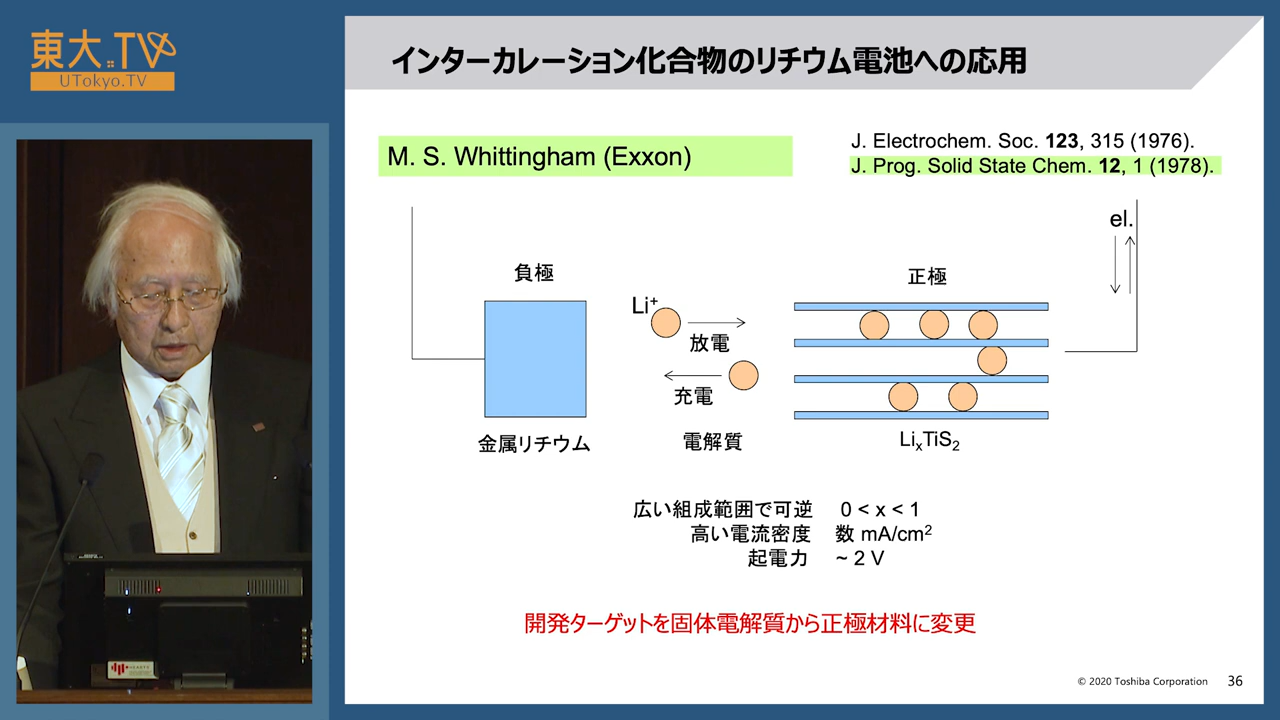 東大.TV
UTokyo.TV
インターカレーション化合物のリチウム電池への応用
M. S. Whittingham (Exxon)
J. Electrochem. Soc. 123, 315 (1976).
J. Prog. Solid State Chem. 12, 1 (1978).
el.
負極
正極
Li⁺
放電
充電
金属リチウム
電解質
LiₓTiS₂
広い組成範囲で可逆 0 < x < 1
高い電流密度 数 mA/cm²
起電力 ~ 2 V
開発ターゲットを固体電解質から正極材料に変更
© 2020 Toshiba Corporation 36